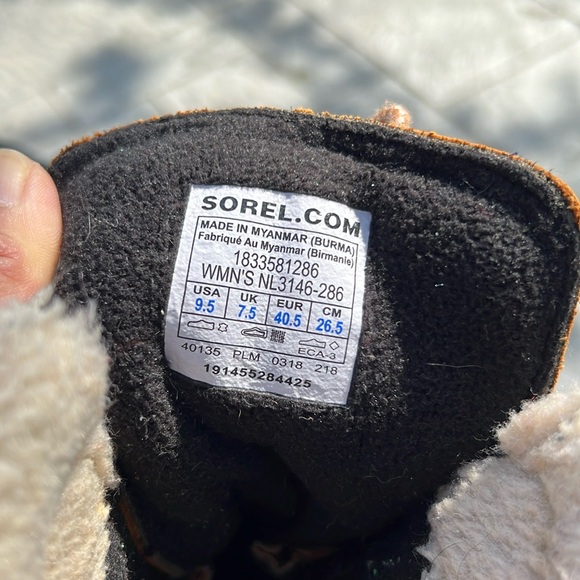 SOREL.COM
MADE IN MYANMAR (BURMA)
Fabriqué Au Myanmar (Birmanie)
1833581286
WMN'S NL3146-286
USA UK EUR CM
9.5 7.5 40.5 26.5
ECA-3
40135 PLM 0318 218
191455284425